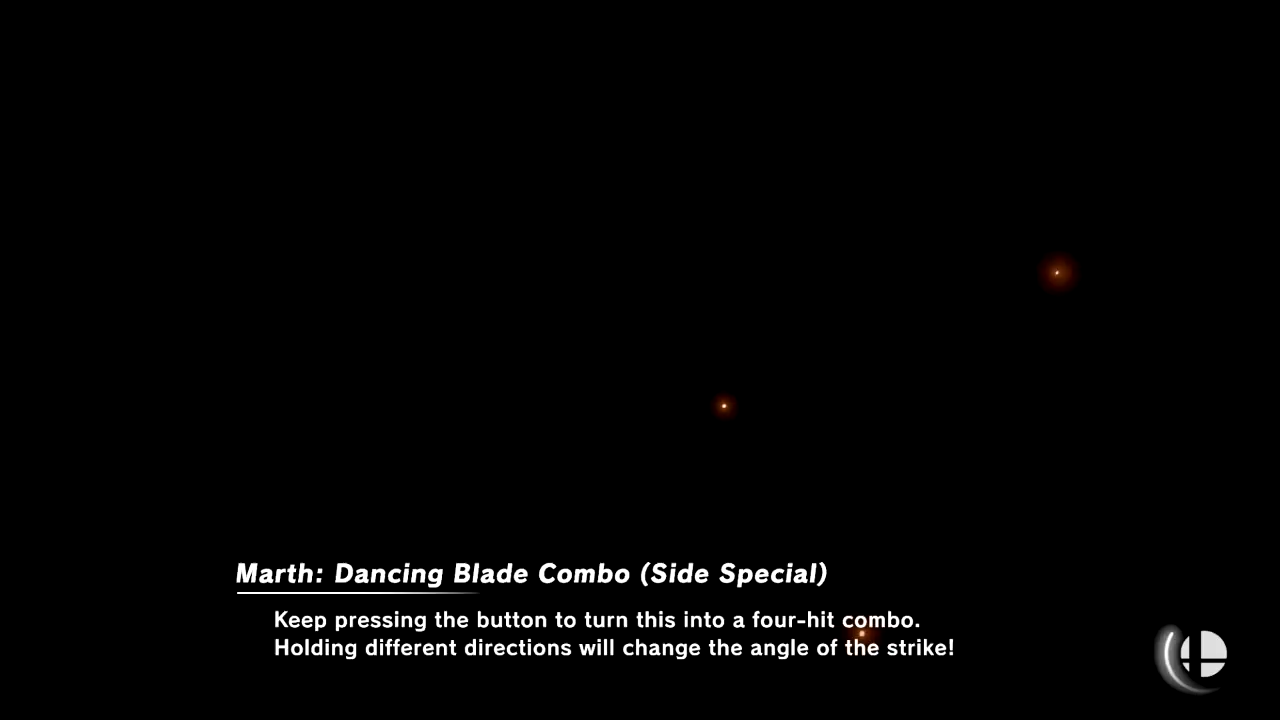 Marth: Dancing Blade Combo (Side Special)
Keep pressing the button to turn this into a four-hit combo.
Holding different directions will change the angle of the strike!